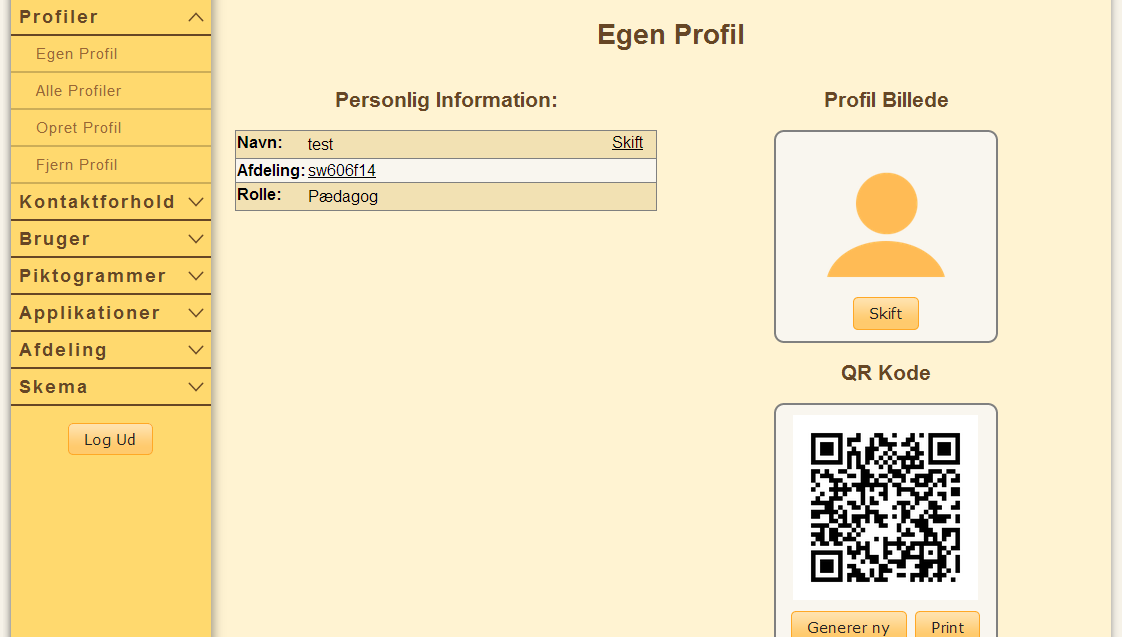 Profiler
Egen Profil
Alle Profiler
Opret Profil
Fjern Profil
Kontaktforhold
Bruger
Piktogrammer
Applikationer
Afdeling
Skema
Log Ud
Egen Profil
Personlig Information:
Navn: test Skift
Afdeling: sw606f14
Rolle: Pædagog
Profil Billede
Skift
QR Kode
Generer ny Print